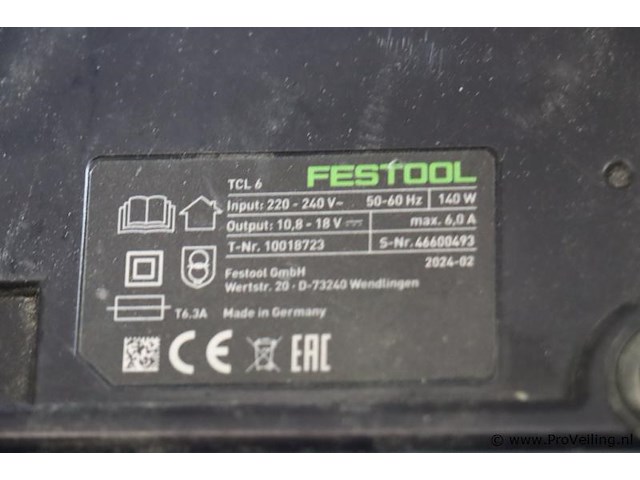 FESTOOL
TCL 6
Input: 220 - 240 V~ 50-60 Hz 140 W
Output: 10,8 - 18 V⎓ max. 6,0 A
T-Nr. 10018723 S-Nr. 46600493
2024-02
Festool GmbH
Wertstr. 20 · D-73240 Wendlingen
T6.3A Made in Germany
CE EAC
© www.ProVeiling.nl